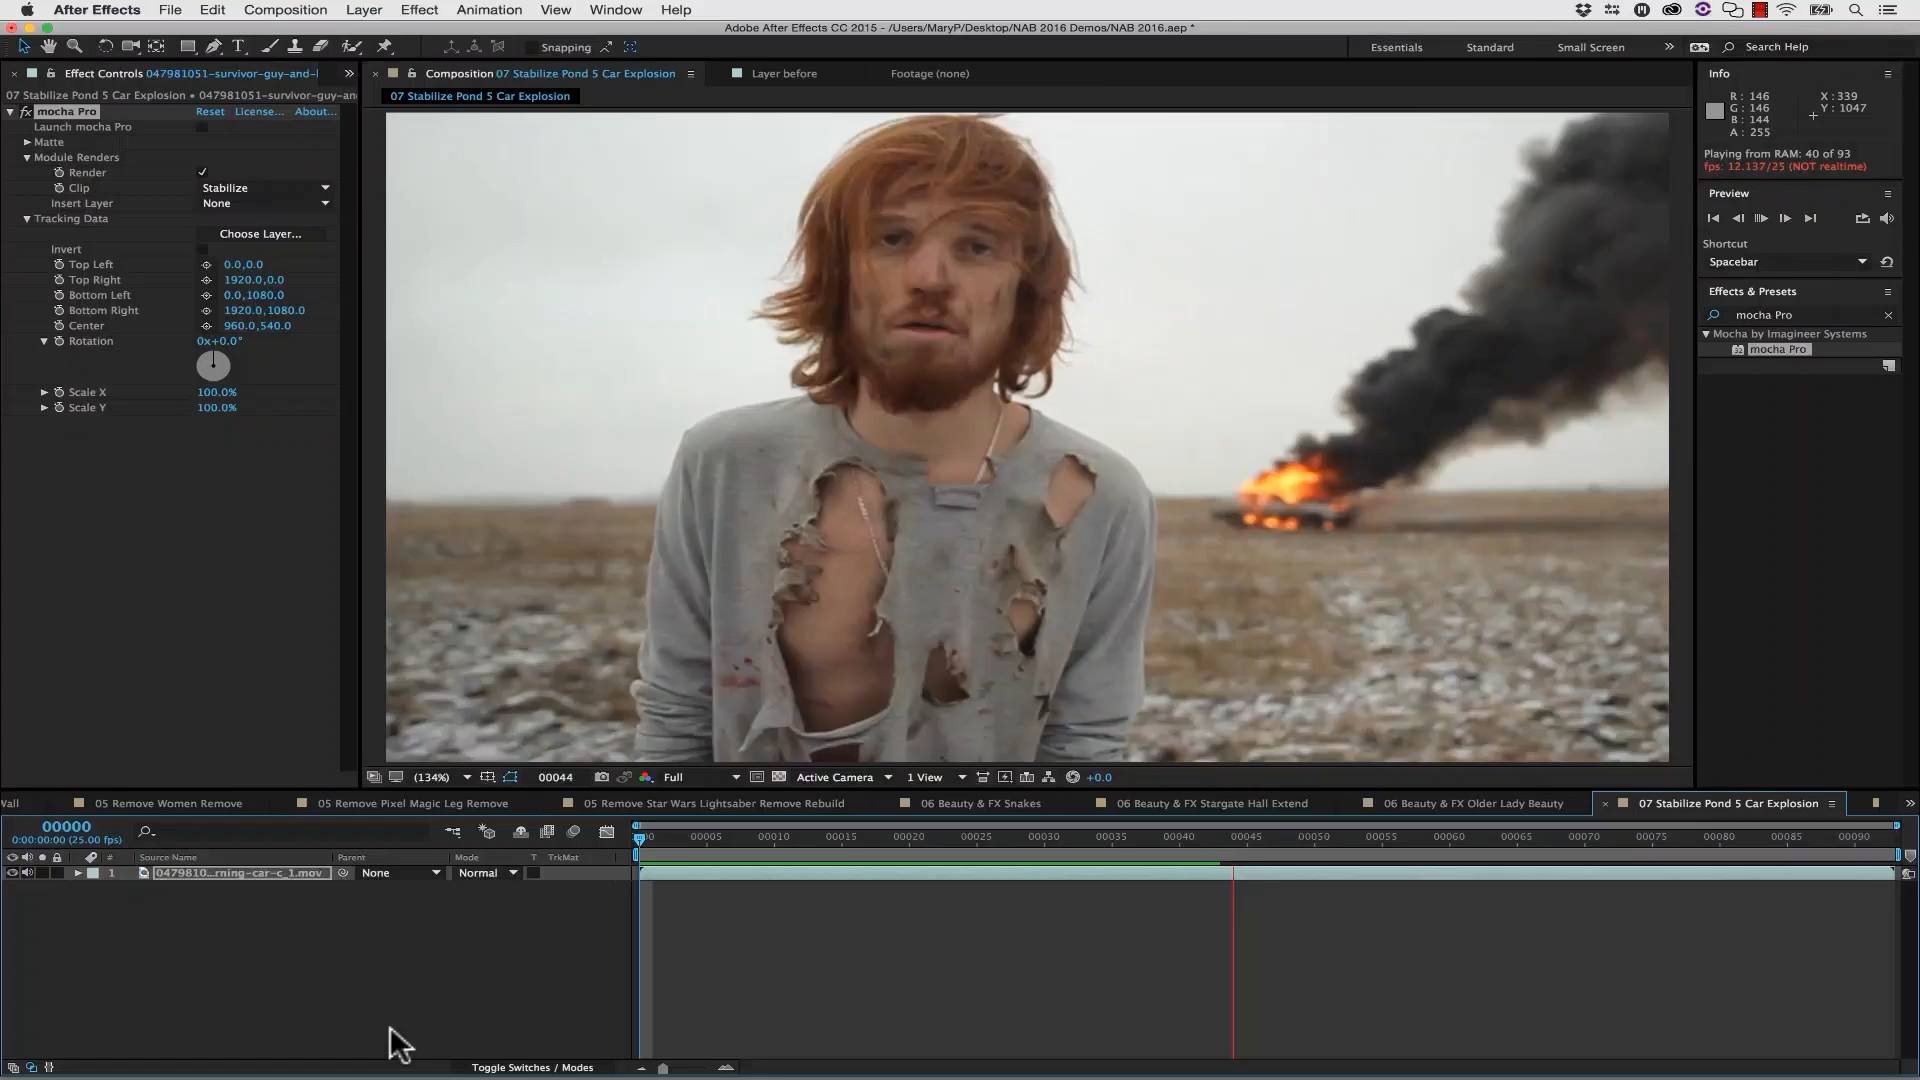 After Effects File Edit Composition Layer Effect Animation View Window Help
Adobe After Effects CC 2015 - /Users/MaryP/Desktop/NAB 2016 Demos/NAB 2016.aep *
Snapping
Essentials Standard Small Screen » Search Help
Effect Controls 047981051-survivor-guy-and- »
Composition 07 Stabilize Pond 5 Car Explosion
Layer before
Footage (none)
07 Stabilize Pond 5 Car Explosion • 047981051-survivor-guy-an
07 Stabilize Pond 5 Car Explosion
fx mocha Pro Reset License... About...
Launch mocha Pro
Matte
Module Renders
Render
Clip Stabilize
Insert Layer None
Tracking Data
Choose Layer...
Invert
Top Left 0.0,0.0
Top Right 1920.0,0.0
Bottom Left 0.0,1080.0
Bottom Right 1920.0,1080.0
Center 960.0,540.0
Rotation 0x+0.0°
Scale X 100.0%
Scale Y 100.0%
Info
R : 146 X : 339
G : 146 Y : 1047
B : 144
A : 255
Playing from RAM: 40 of 93
fps: 12.137/25 (NOT realtime)
Preview
Shortcut
Spacebar
Effects & Presets
mocha Pro
Mocha by Imagineer Systems
32 mocha Pro
(134%) 00044 Full Active Camera 1 View +0.0
Wall 05 Remove Women Remove 05 Remove Pixel Magic Leg Remove 05 Remove Star Wars Lightsaber Remove Rebuild 06 Beauty & FX Snakes 06 Beauty & FX Stargate Hall Extend 06 Beauty & FX Older Lady Beauty 07 Stabilize Pond 5 Car Explosion »
00000
0:00:00:00 (25.00 fps)
00 00005 00010 00015 00020 00025 00030 00035 00040 00045 00050 00055 00060 00065 00070 00075 00080 00085 00090
# Source Name Parent Mode T TrkMat
1 0479810...rning-car-c_1.mov None Normal
Toggle Switches / Modes